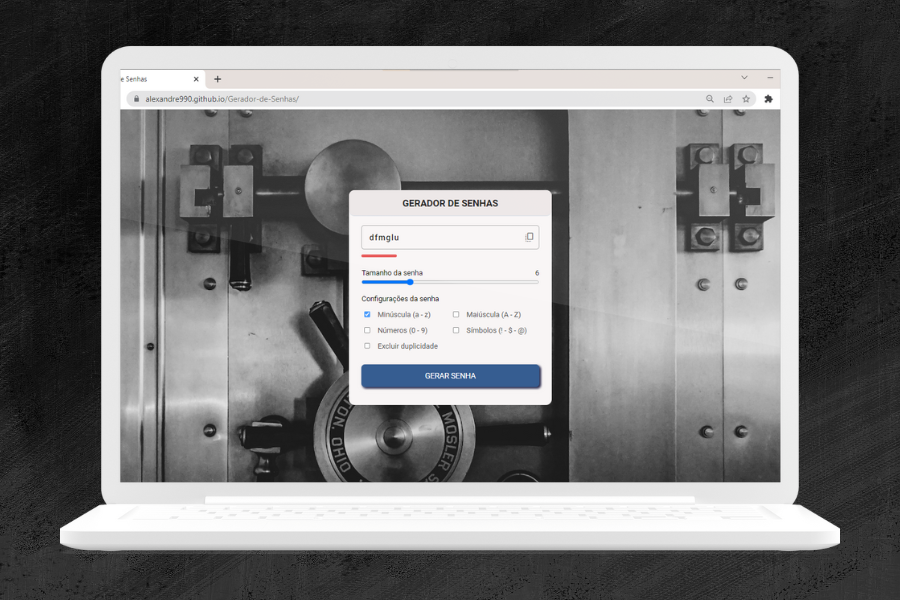 e Senhas
alexandre990.github.io/Gerador-de-Senhas/
GERADOR DE SENHAS
dfmglu
Tamanho da senha 6
Configurações da senha
Minúscula (a - z) Maiúscula (A - Z)
Números (0 - 9) Símbolos (! - $ - @)
Excluir duplicidade
GERAR SENHA
TON, OHIO
MOSLER S